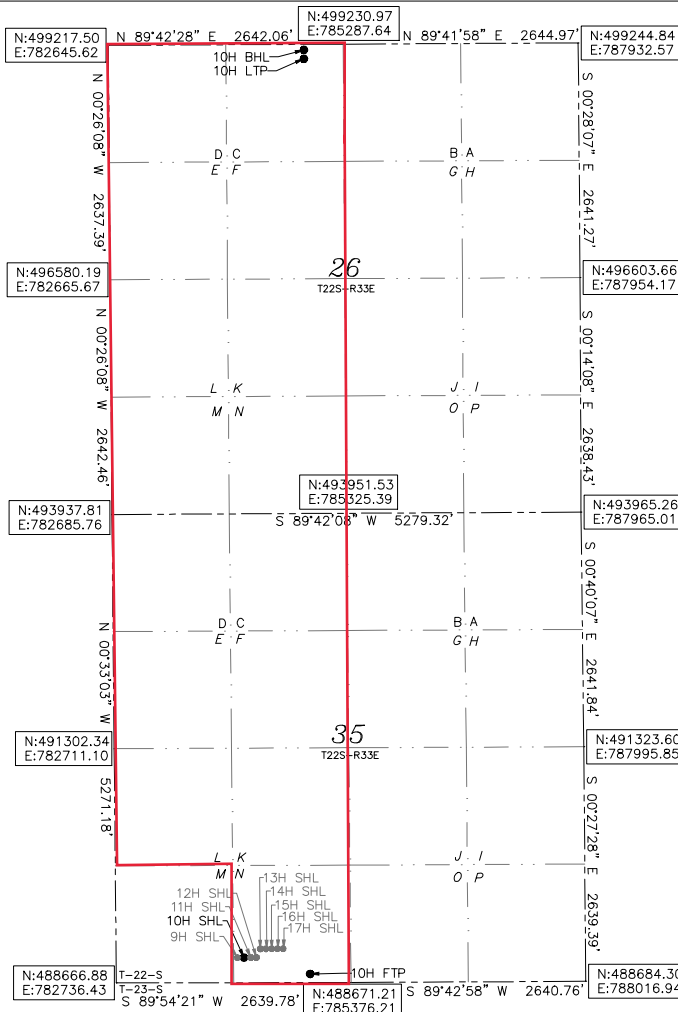 N:499230.97
E:785287.64
N:499217.50
E:782645.62
N 89°42'28" E 2642.06'
N 89°41'58" E 2644.97'
N:499244.84
E:787932.57
10H BHL
10H LTP
N 00°26'08" W 2637.39'
S 00°28'07" E 2641.27'
D C
E F
B A
G H
26
T22S-R33E
N:496580.19
E:782665.67
N:496603.66
E:787954.17
N 00°26'08" W 2642.46'
S 00°14'08" E 2638.43'
L K
M N
J I
O P
N:493951.53
E:785325.39
N:493937.81
E:782685.76
S 89°42'08" W 5279.32'
N:493965.26
E:787965.01
N 00°33'03" W 5271.18'
S 00°40'07" E 2641.84'
D C
E F
B A
G H
35
T22S-R33E
N:491302.34
E:782711.10
N:491323.60
E:787995.85
S 00°27'28" E 2639.39'
L K
M N
J I
O P
13H SHL
14H SHL
15H SHL
16H SHL
17H SHL
12H SHL
11H SHL
10H SHL
9H SHL
10H FTP
N:488666.88
E:782736.43
T-22-S
T-23-S
S 89°54'21" W 2639.78'
N:488671.21
E:785376.21
S 89°42'58" W 2640.76'
N:488684.30
E:788016.94